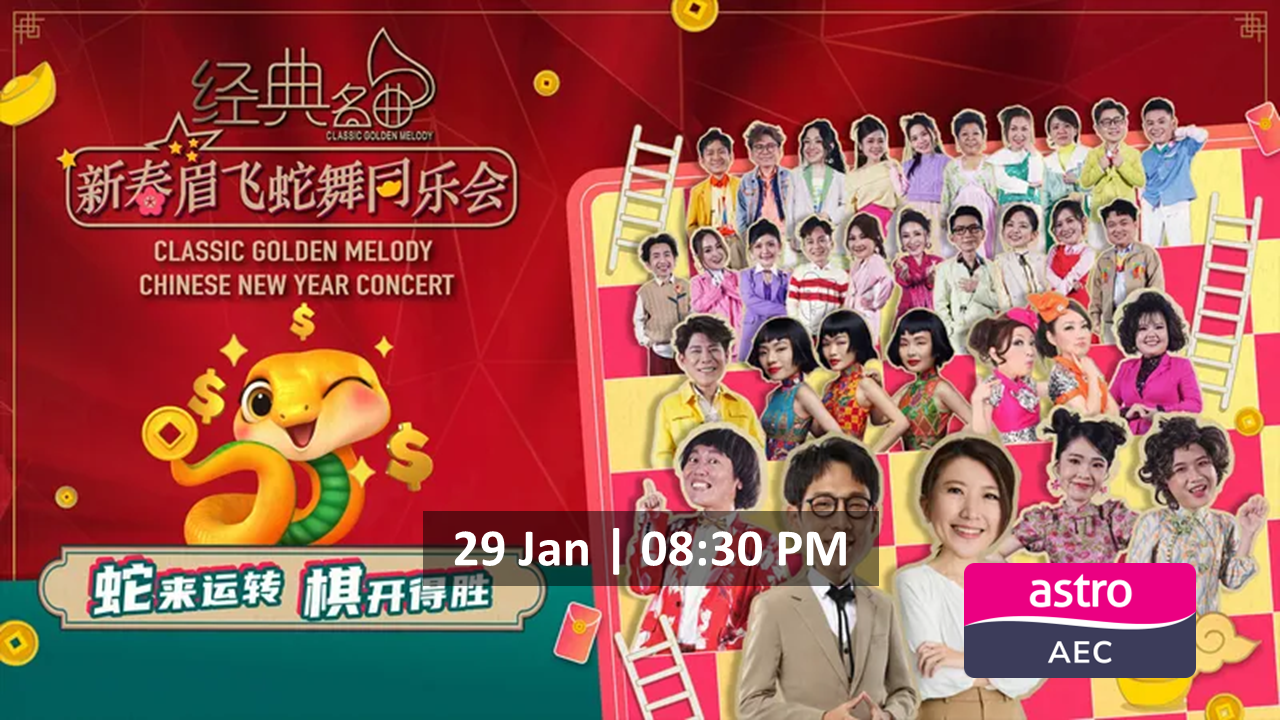 经典名曲
CLASSIC GOLDEN MELODY
新春眉飞蛇舞同乐会
CLASSIC GOLDEN MELODY
CHINESE NEW YEAR CONCERT
29 Jan | 08:30 PM
蛇来运转 棋开得胜
astro
AEC